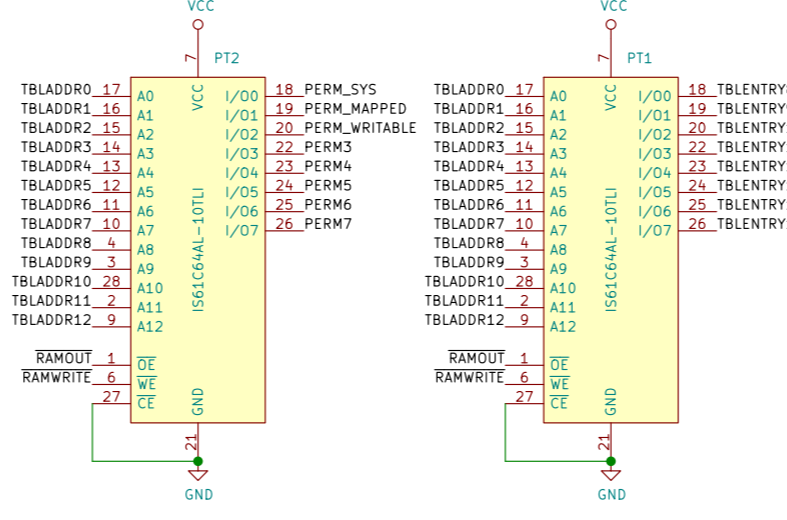 VCC VCC
7 PT2 7 PT1
TBLADDR0 17 A0 VCC I/O0 18 PERM_SYS TBLADDR0 17 A0 VCC I/O0 18 TBLENTRY
TBLADDR1 16 A1 I/O1 19 PERM_MAPPED TBLADDR1 16 A1 I/O1 19 TBLENTRY
TBLADDR2 15 A2 I/O2 20 PERM_WRITABLE TBLADDR2 15 A2 I/O2 20 TBLENTRY
TBLADDR3 14 A3 I/O3 22 PERM3 TBLADDR3 14 A3 I/O3 22 TBLENTRY
TBLADDR4 13 A4 I/O4 23 PERM4 TBLADDR4 13 A4 I/O4 23 TBLENTRY
TBLADDR5 12 A5 I/O5 24 PERM5 TBLADDR5 12 A5 I/O5 24 TBLENTRY
TBLADDR6 11 A6 I/O6 25 PERM6 TBLADDR6 11 A6 I/O6 25 TBLENTRY
TBLADDR7 10 A7 I/O7 26 PERM7 TBLADDR7 10 A7 I/O7 26 TBLENTRY
TBLADDR8 4 A8 TBLADDR8 4 A8
TBLADDR9 3 A9 IS61C64AL-10TLI TBLADDR9 3 A9 IS61C64AL-10TLI
TBLADDR10 28 A10 TBLADDR10 28 A10
TBLADDR11 2 A11 TBLADDR11 2 A11
TBLADDR12 9 A12 TBLADDR12 9 A12
RAMOUT 1 OE RAMOUT 1 OE
RAMWRITE 6 WE RAMWRITE 6 WE
27 CE GND 27 CE GND
21 21
GND GND